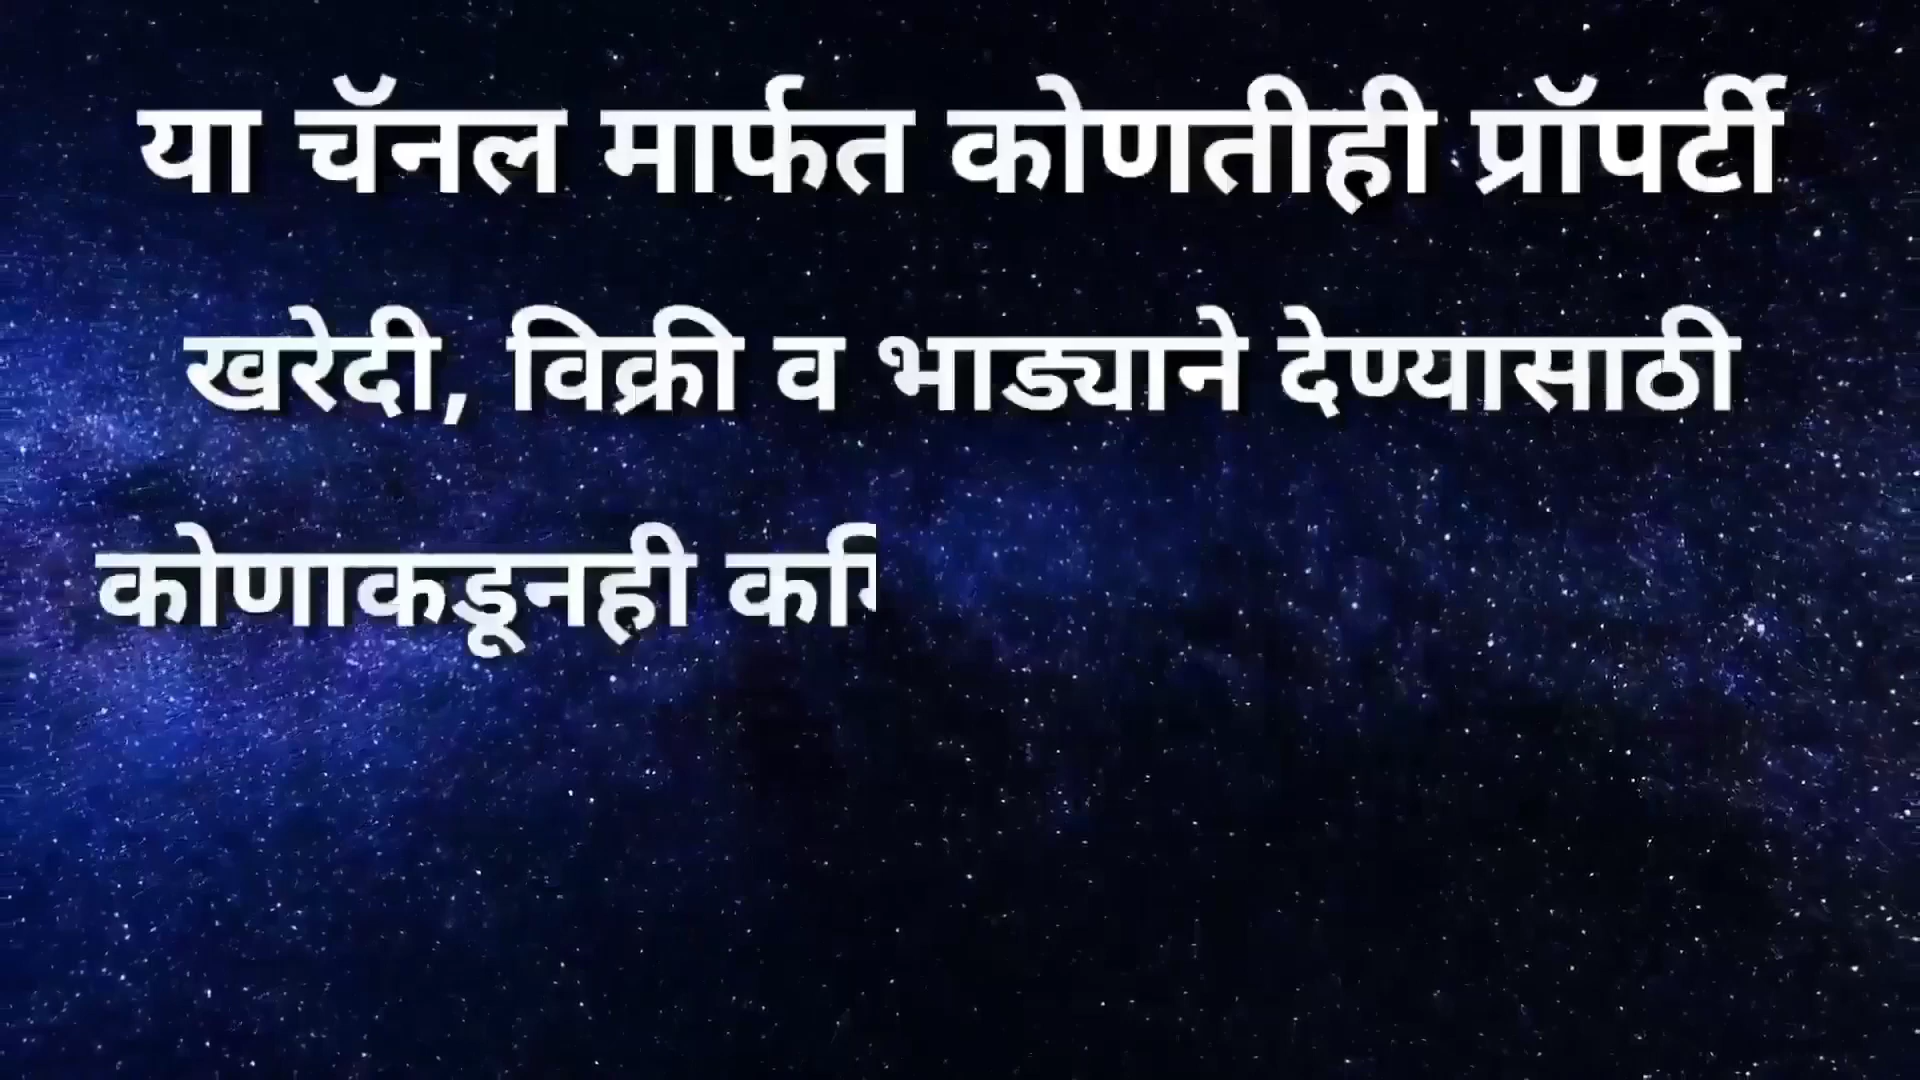 या चॅनल मार्फत कोणतीही प्रॉपर्टी
खरेदी, विक्री व भाड्याने देण्यासाठी
कोणाकडूनही